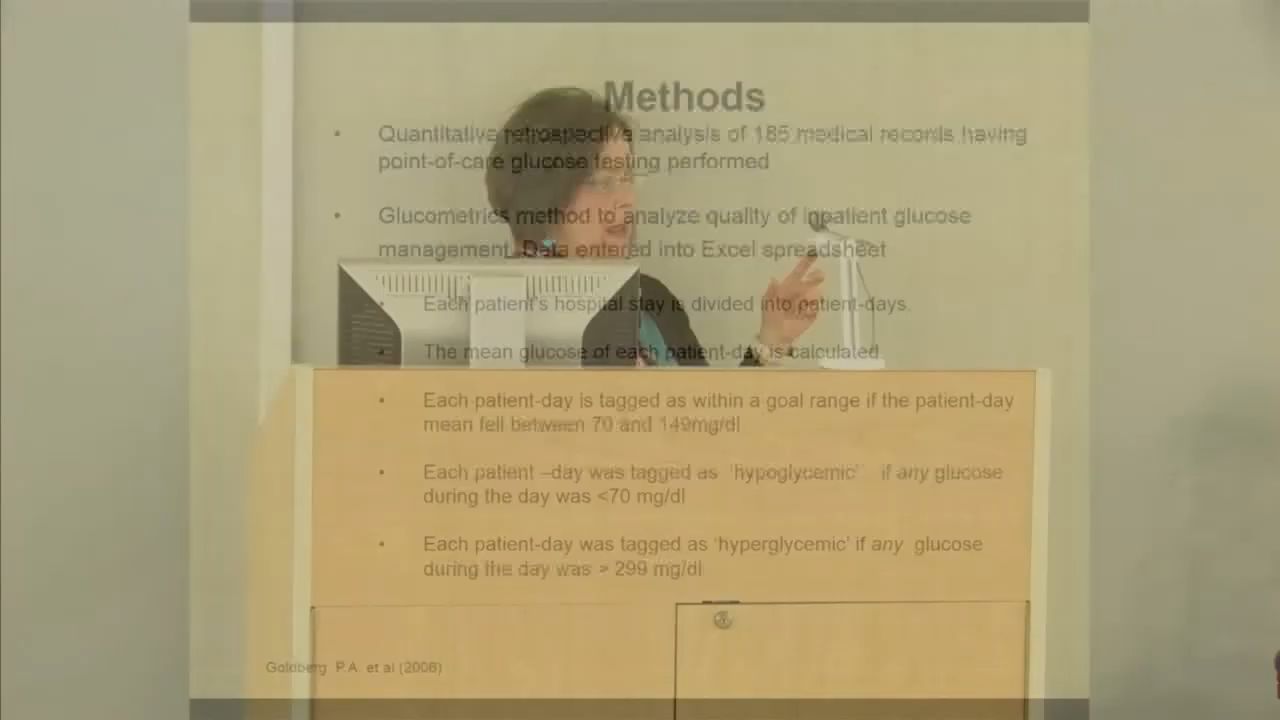 Methods
• Quantitative retrospective analysis of 185 medical records having
point-of-care glucose testing performed
• Glucometrics method to analyze quality of inpatient glucose
management. Data entered into Excel spreadsheet
• Each patient's hospital stay is divided into patient-days.
• The mean glucose of each patient-day is calculated.
• Each patient-day is tagged as within a goal range if the patient-day
mean fell between 70 and 149mg/dl
• Each patient –day was tagged as 'hypoglycemic' if any glucose
during the day was <70 mg/dl
• Each patient-day was tagged as 'hyperglycemic' if any glucose
during the day was > 299 mg/dl
Goldberg P.A. et al (2006)